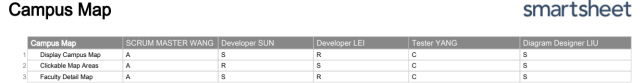 Campus Map
smartsheet
Campus Map SCRUM MASTER WANG Developer SUN Developer LEI Tester YANG Diagram Designer LIU
1 Display Campus Map A S R C S
2 Clickable Map Areas A R S C S
3 Faculty Detail Map A S R C S